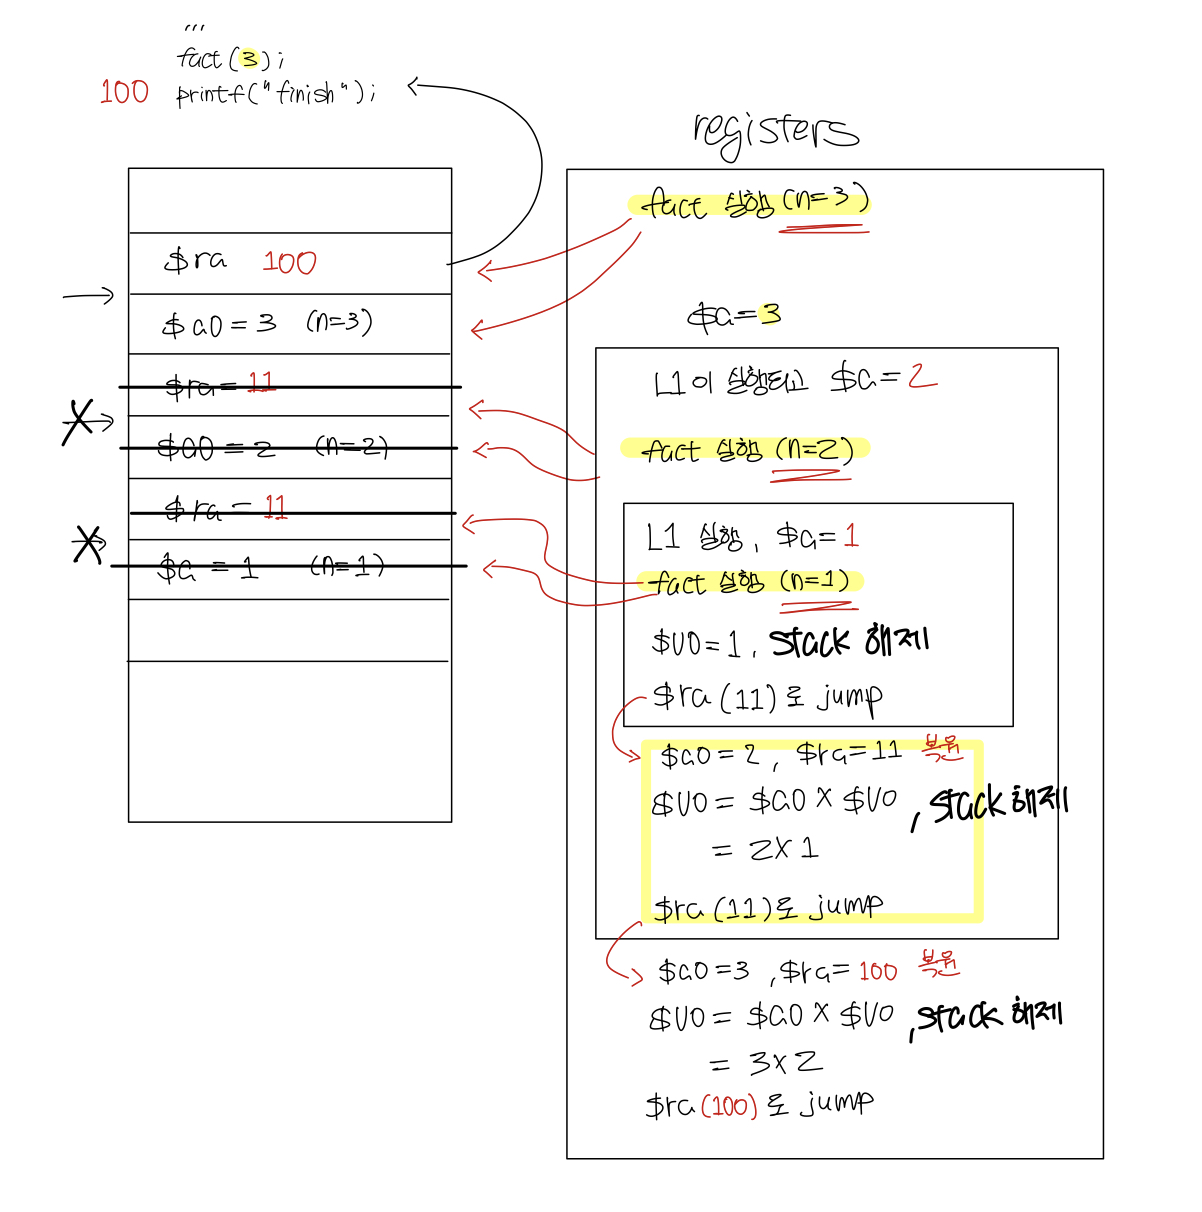 ,,,
fact(3);
100 printf("finish");
registers
$ra 100
$a0=3 (n=3)
$ra=11
$a0=2 (n=2)
$ra=11
$a=1 (n=1)
fact 실행 (n=3)
$a=3
L1이 실행되고 $a=2
fact 실행 (n=2)
L1 실행, $a=1
fact 실행 (n=1)
$v0=1, stack 해제
$ra(11)로 jump
$a0=2, $ra=11 복원
$v0=$a0×$v0, stack 해제
=2×1
$ra(11)로 jump
$a0=3, $ra=100 복원
$v0=$a0×$v0, stack 해제
=3×2
$ra(100)로 jump